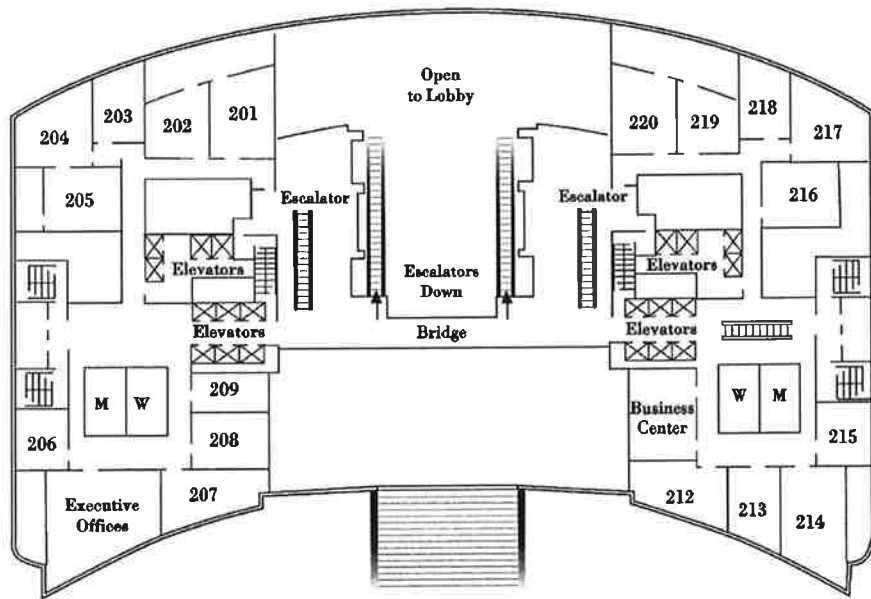 Open
to Lobby
203
204
202
201
220
219
218
217
205
216
Escalator
Escalator
Elevators
Elevators
Escalators
Down
Elevators
Bridge
Elevators
M
W
W
M
209
Business
Center
206
208
215
207
212
Executive
Offices
213
214